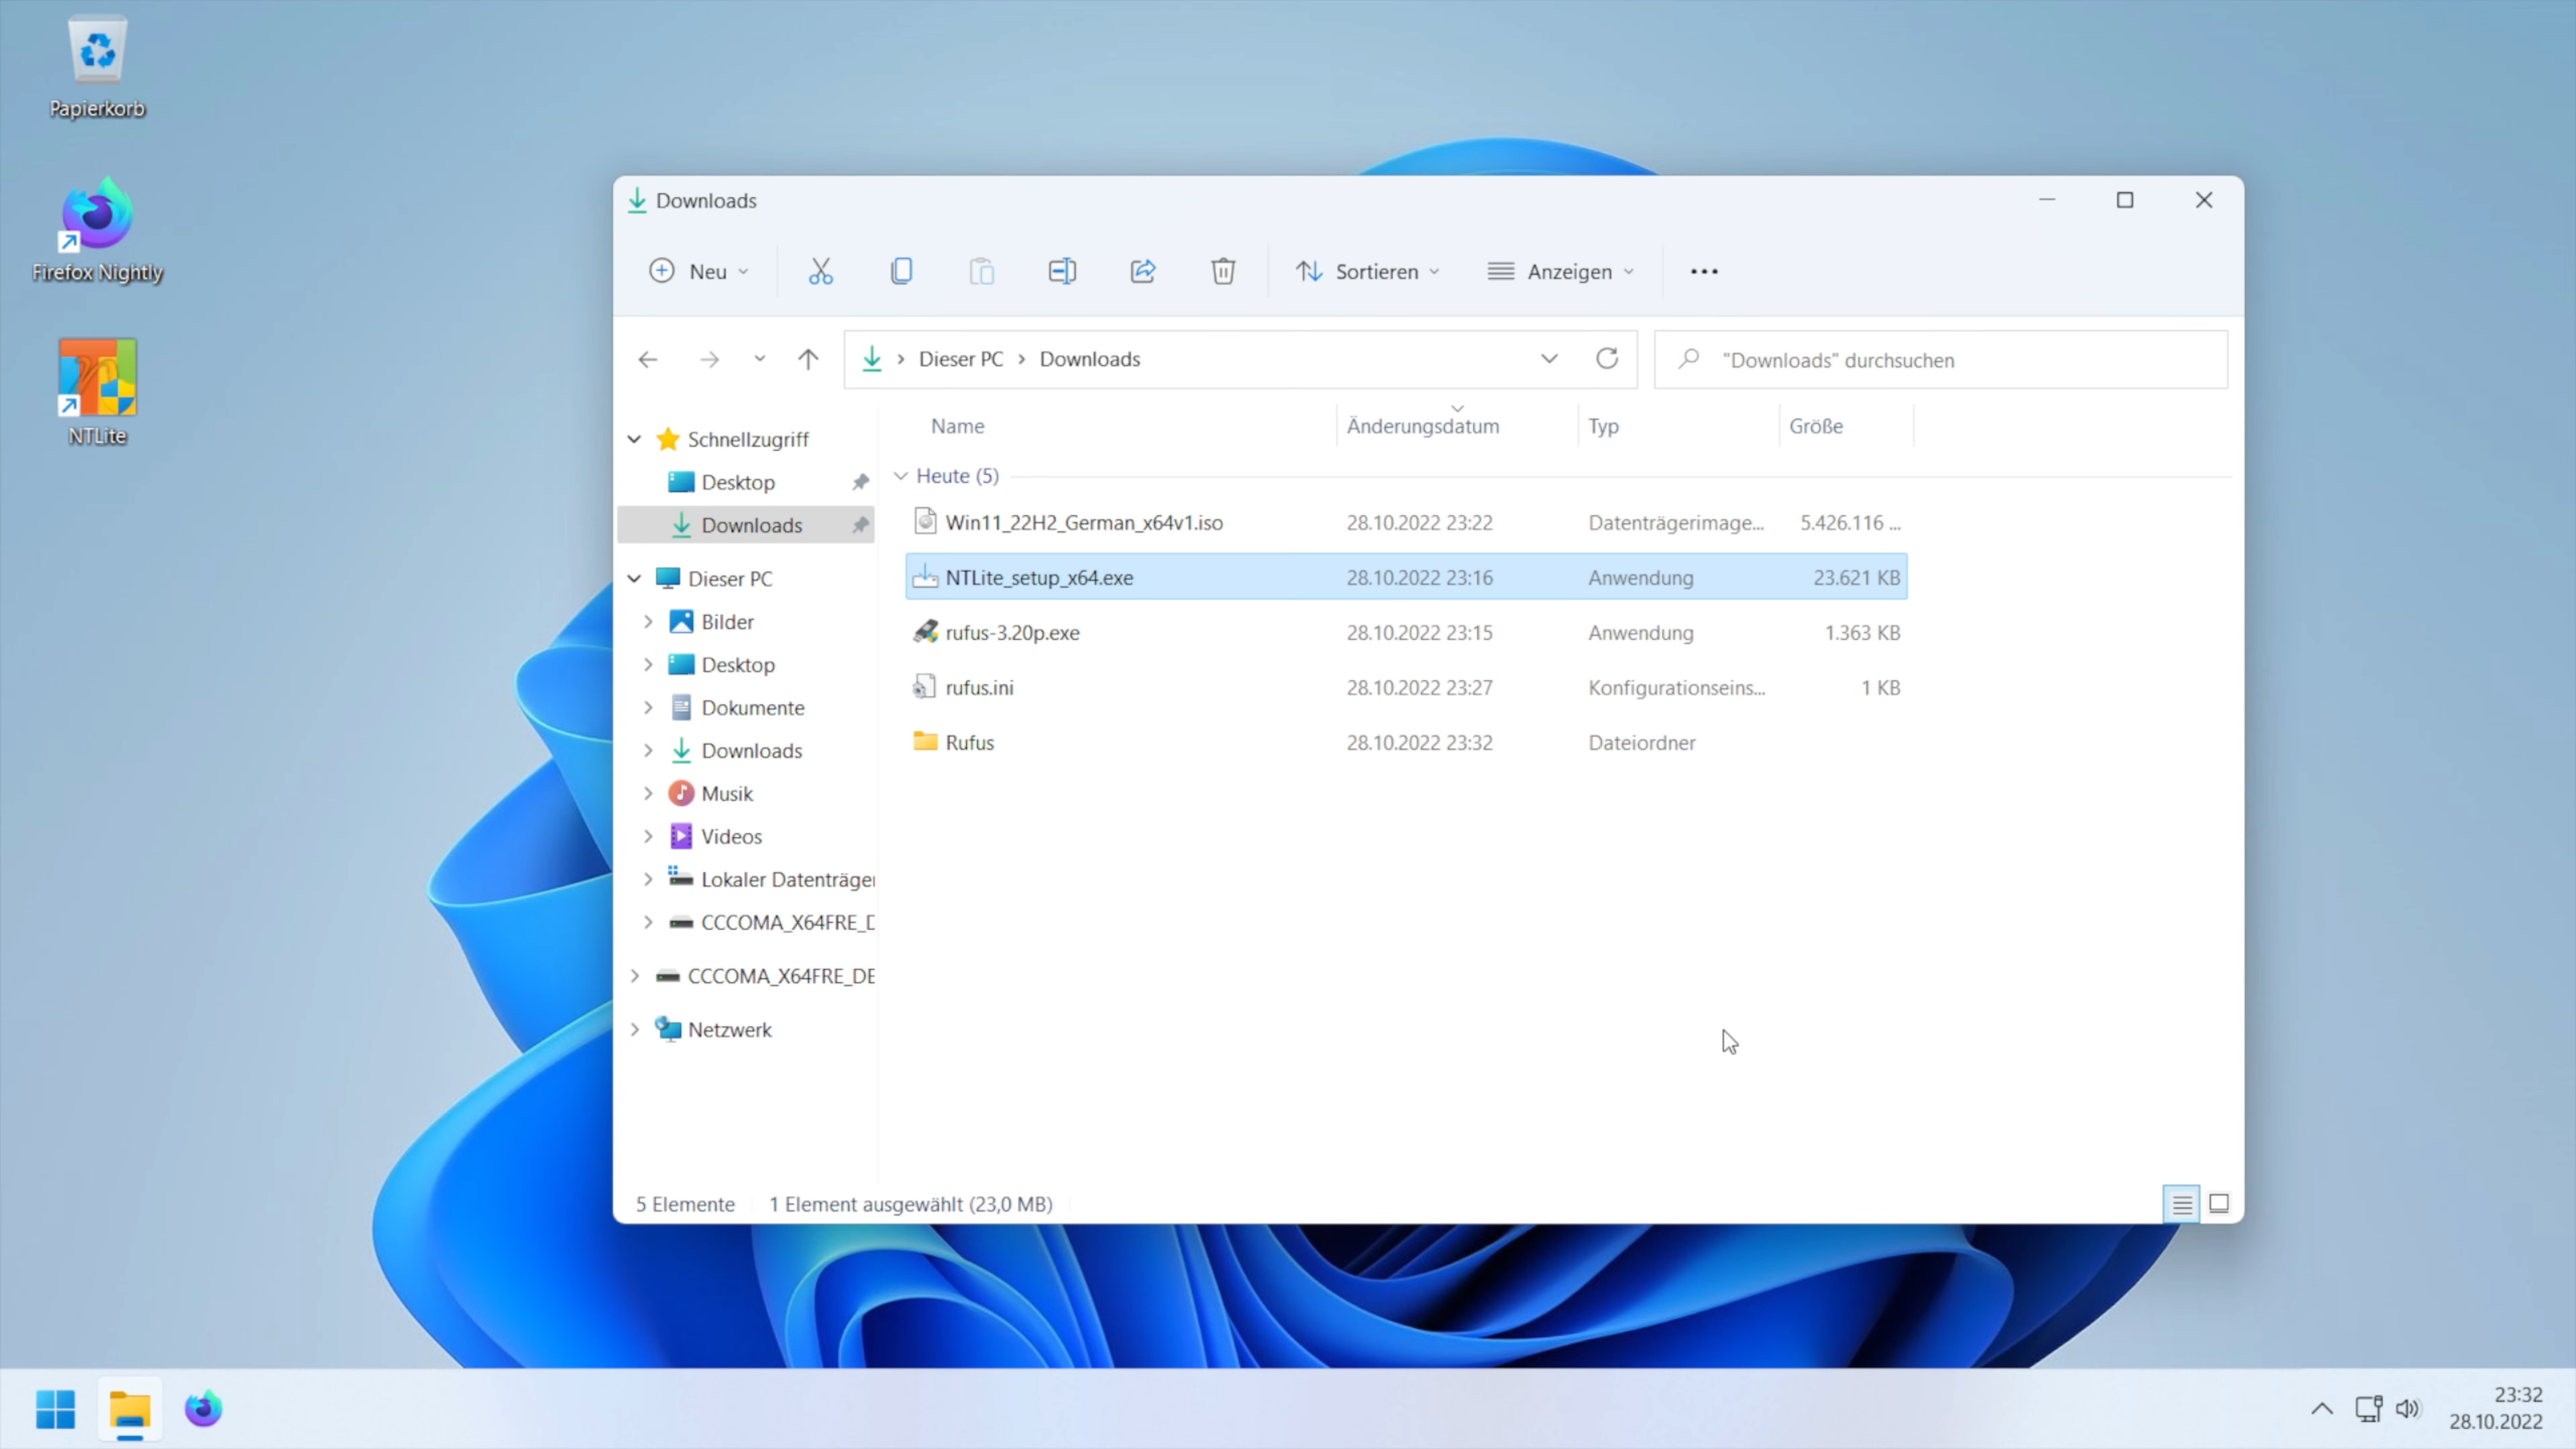 Papierkorb
Firefox Nightly
NTLite
Downloads
Neu
Sortieren
Anzeigen
Dieser PC
Downloads
"Downloads" durchsuchen
Name
Änderungsdatum
Typ
Größe
Schnellzugriff
Desktop
Downloads
Dieser PC
Bilder
Desktop
Dokumente
Downloads
Musik
Videos
Lokaler Datenträger
CCCOMA_X64FRE_D
CCCOMA_X64FRE_DE
Netzwerk
Heute (5)
Win11_22H2_German_x64v1.iso 28.10.2022 23:22 Datenträgerimage... 5.426.116 ...
NTLite_setup_x64.exe 28.10.2022 23:16 Anwendung 23.621 KB
rufus-3.20p.exe 28.10.2022 23:15 Anwendung 1.363 KB
rufus.ini 28.10.2022 23:27 Konfigurationseins... 1 KB
Rufus 28.10.2022 23:32 Dateiordner
5 Elemente
1 Element ausgewählt (23,0 MB)
23:32
28.10.2022